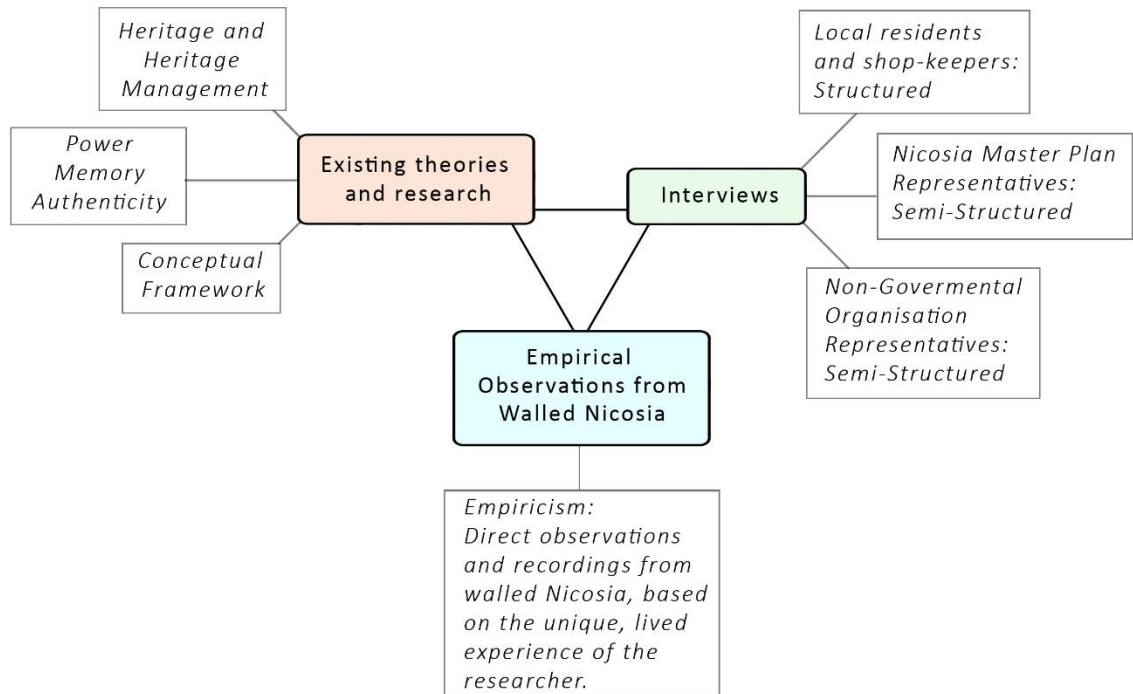 Heritage and
Heritage
Management
Power
Memory
Authenticity
Conceptual
Framework
Existing theories
and research
Interviews
Local residents
and shop-keepers:
Structured
Nicosia Master Plan
Representatives:
Semi-Structured
Non-Govermental
Organisation
Representatives:
Semi-Structured
Empirical
Observations from
Walled Nicosia
Empiricism:
Direct observations
and recordings from
walled Nicosia, based
on the unique, lived
experience of the
researcher.